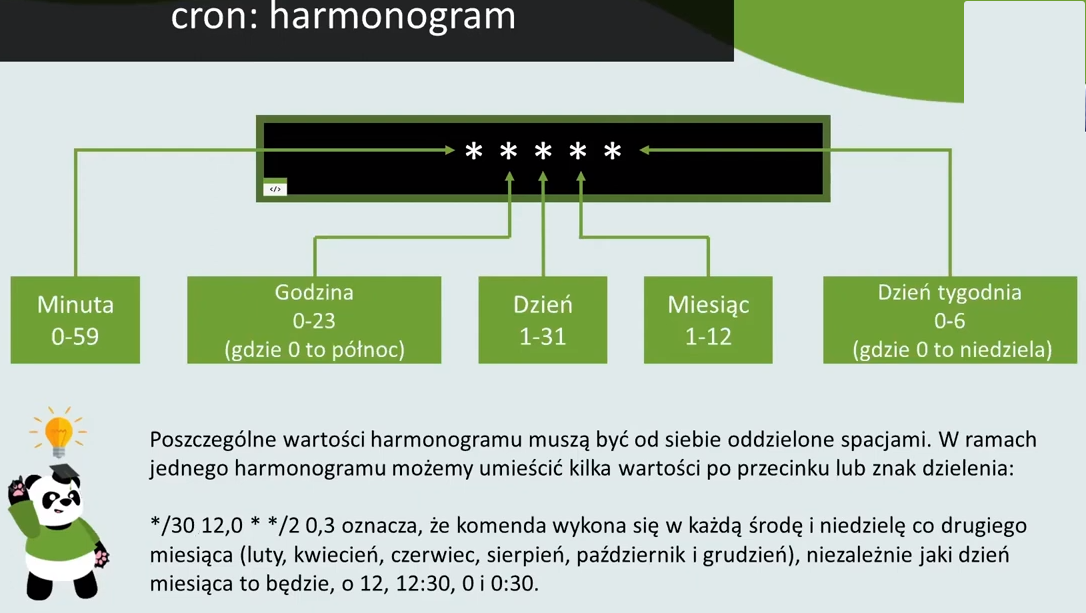 cron: harmonogram
* * * * *
</>
Minuta
0-59
Godzina
0-23
(gdzie 0 to północ)
Dzień
1-31
Miesiąc
1-12
Dzień tygodnia
0-6
(gdzie 0 to niedziela)
Poszczególne wartości harmonogramu muszą być od siebie oddzielone spacjami. W ramach
jednego harmonogramu możemy umieścić kilka wartości po przecinku lub znak dzielenia:
*/30 12,0 * */2 0,3 oznacza, że komenda wykona się w każdą środę i niedzielę co drugiego
miesiąca (luty, kwiecień, czerwiec, sierpień, październik i grudzień), niezależnie jaki dzień
miesiąca to będzie, o 12, 12:30, 0 i 0:30.